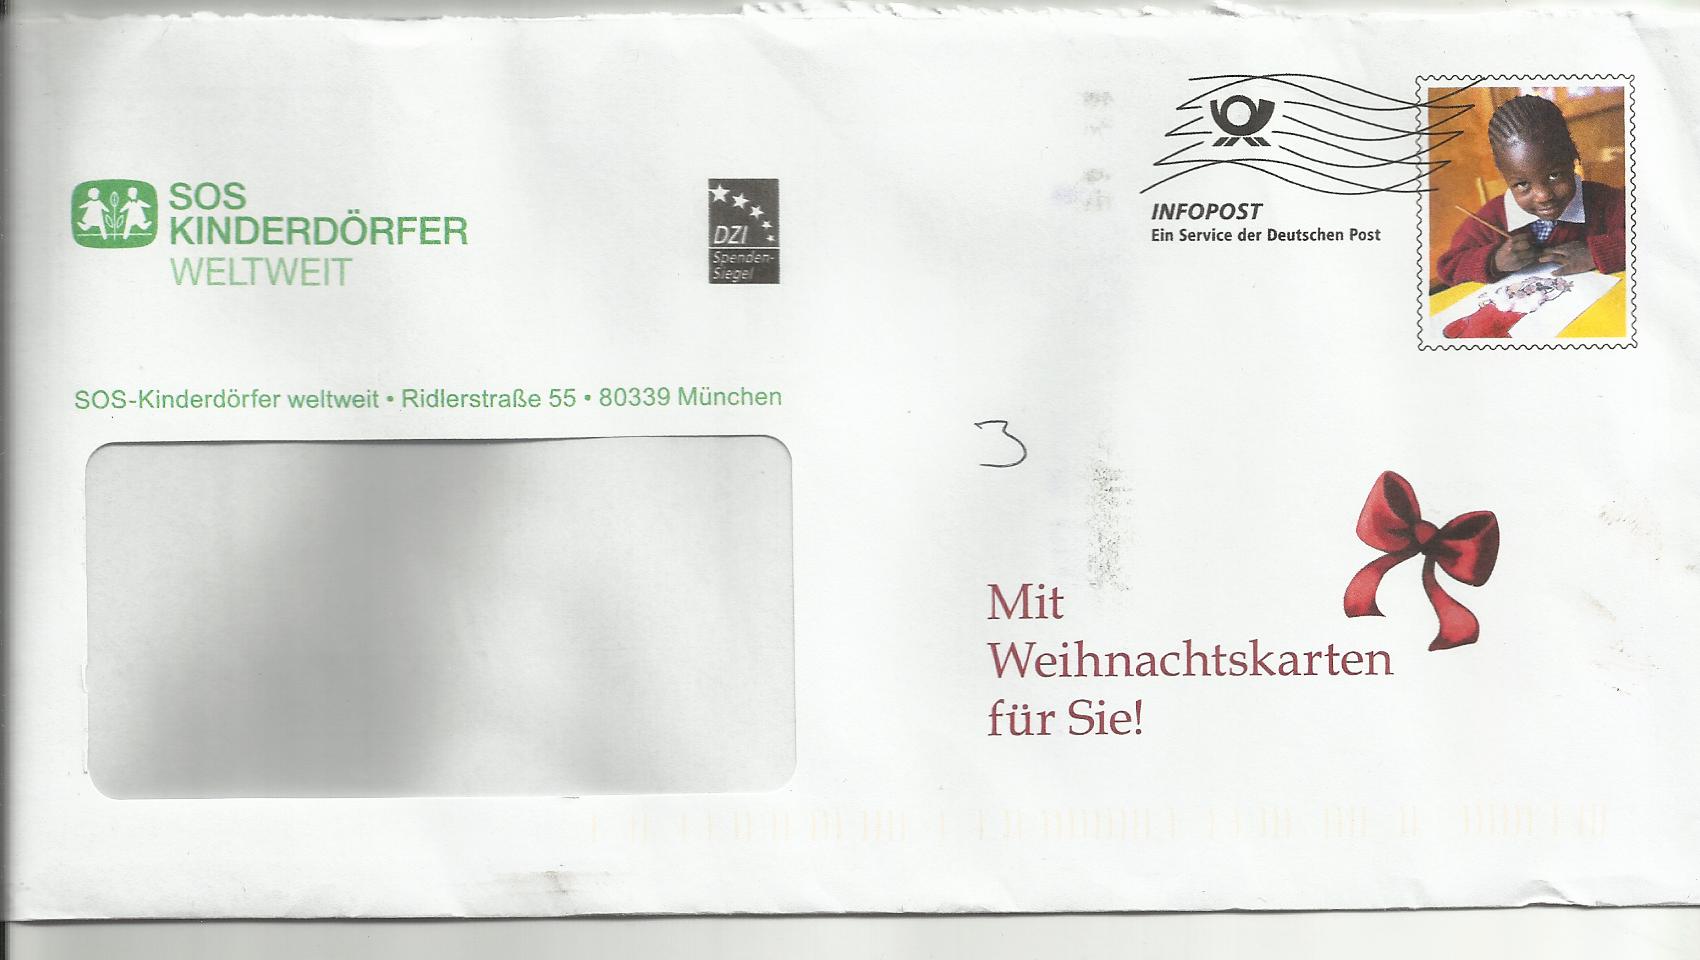 SOS
KINDERDÖRFER
WELTWEIT
DZI
Spenden-
Siegel
INFOPOST
Ein Service der Deutschen Post
SOS-Kinderdörfer weltweit • Ridlerstraße 55 • 80339 München
3
Mit
Weihnachtskarten
für Sie!